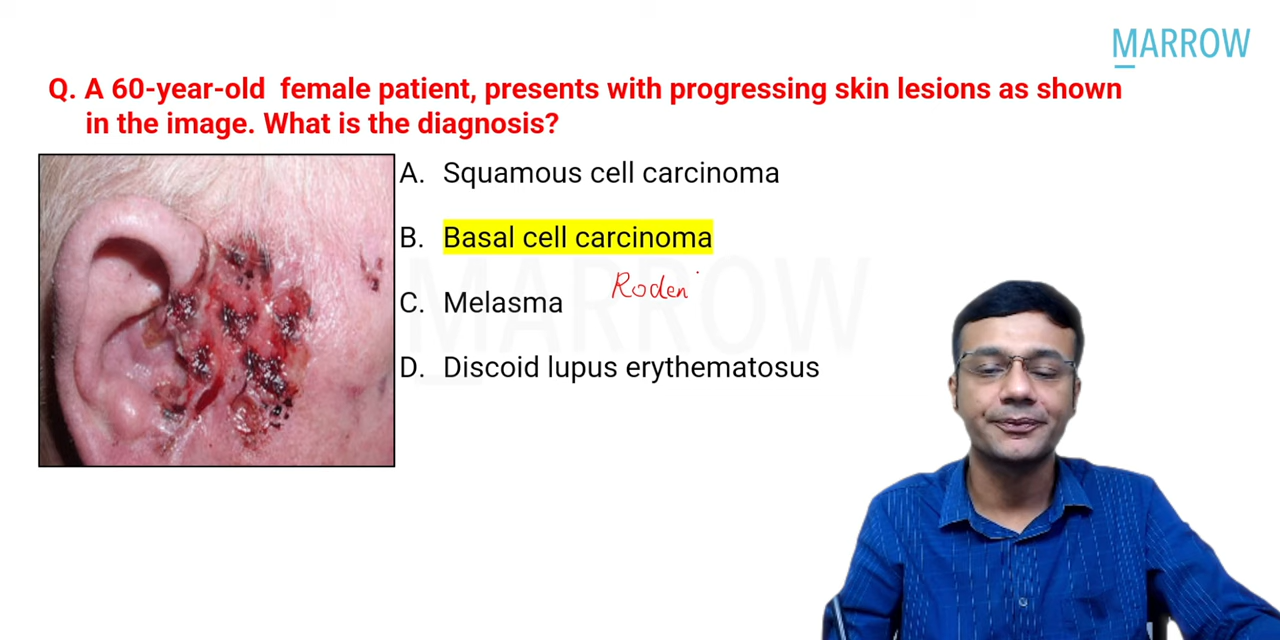 MARROW
Q. A 60-year-old female patient, presents with progressing skin lesions as shown
in the image. What is the diagnosis?
A. Squamous cell carcinoma
B. Basal cell carcinoma
Roden
C. Melasma
D. Discoid lupus erythematosus
MARROW